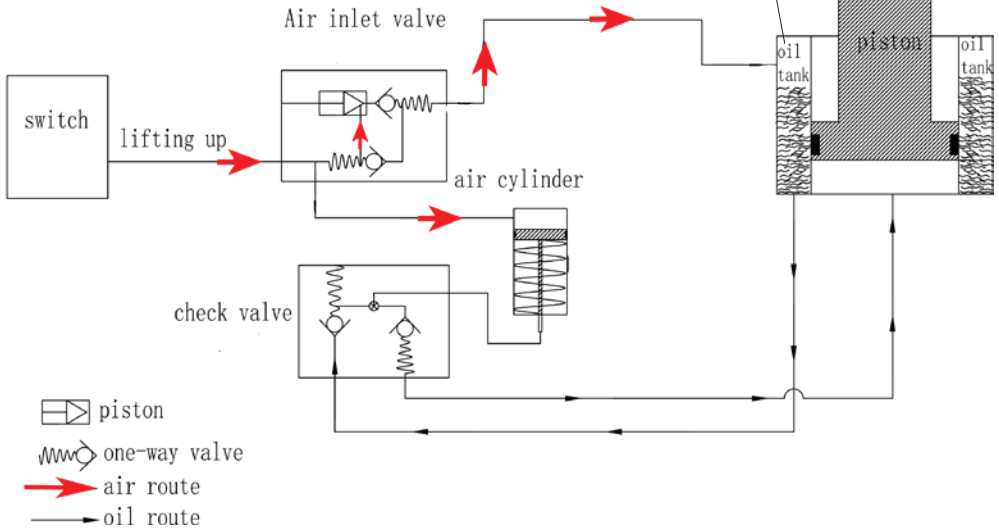 Air inlet valve
piston
oil
tank
oil
tank
switch
lifting up
air cylinder
check valve
piston
one-way valve
air route
oil route